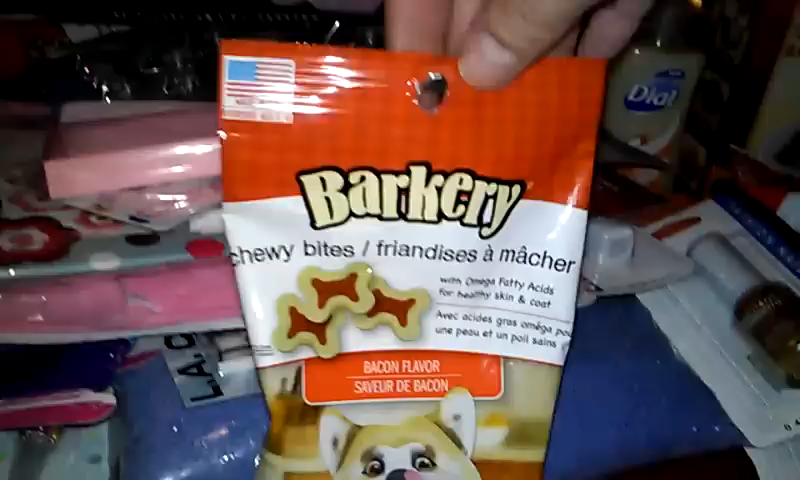 Barkery
chewy bites / friandises à mâcher
with Omega Fatty Acids
for healthy skin & coat
Avec acides gras oméga pou
une peau et un poil sains
BACON FLAVOR
SAVEUR DE BACON
Dial
L.A.